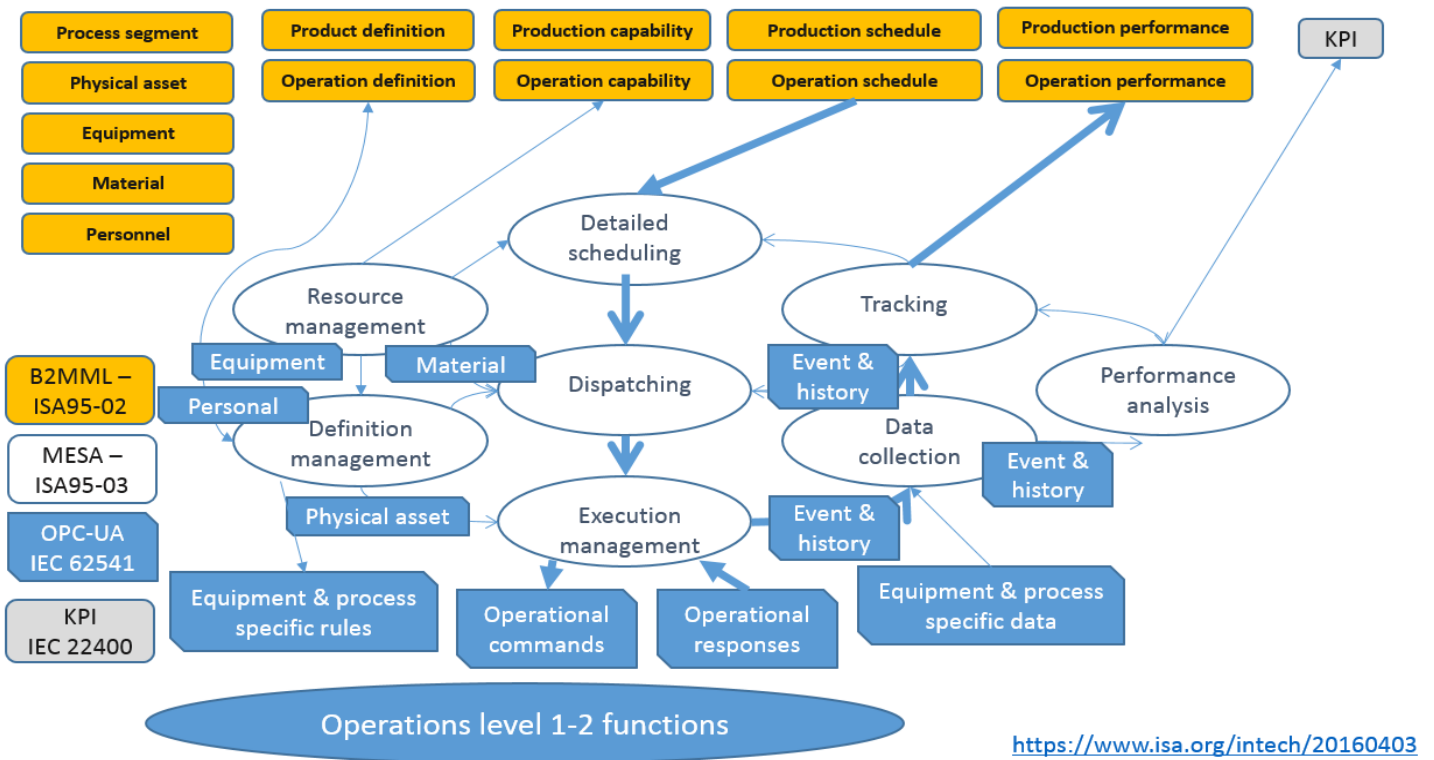 Process segment
Product definition
Production capability
Production schedule
Production performance
KPI
Physical asset
Operation definition
Operation capability
Operation schedule
Operation performance
Equipment
Material
Personnel
Detailed
scheduling
Resource
management
Tracking
Equipment
Material
Dispatching
Event &
history
Performance
analysis
B2MML –
ISA95-02
Personal
Definition
management
Data
collection
MESA –
ISA95-03
Event &
history
Physical asset
Execution
management
Event &
history
OPC-UA
IEC 62541
Equipment & process
specific rules
Operational
commands
Operational
responses
Equipment & process
specific data
KPI
IEC 22400
Operations level 1-2 functions
https://www.isa.org/intech/20160403